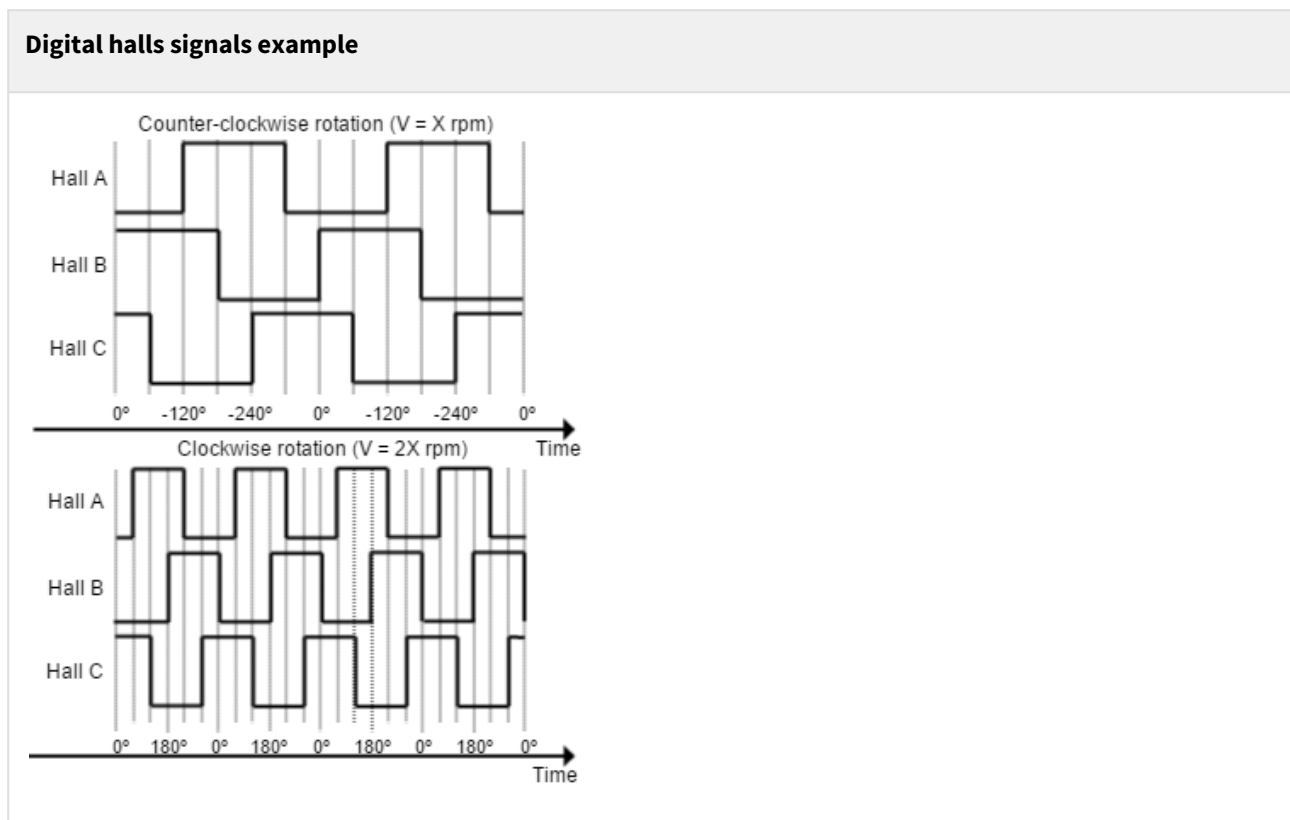 Digital halls signals example
Counter-clockwise rotation (V = X rpm)
Hall A
Hall B
Hall C
0º -120º -240º 0º -120º -240º 0º
Time
Clockwise rotation (V = 2X rpm)
Hall A
Hall B
Hall C
0º 180º 0º 180º 0º 180º 0º 180º 0º
Time